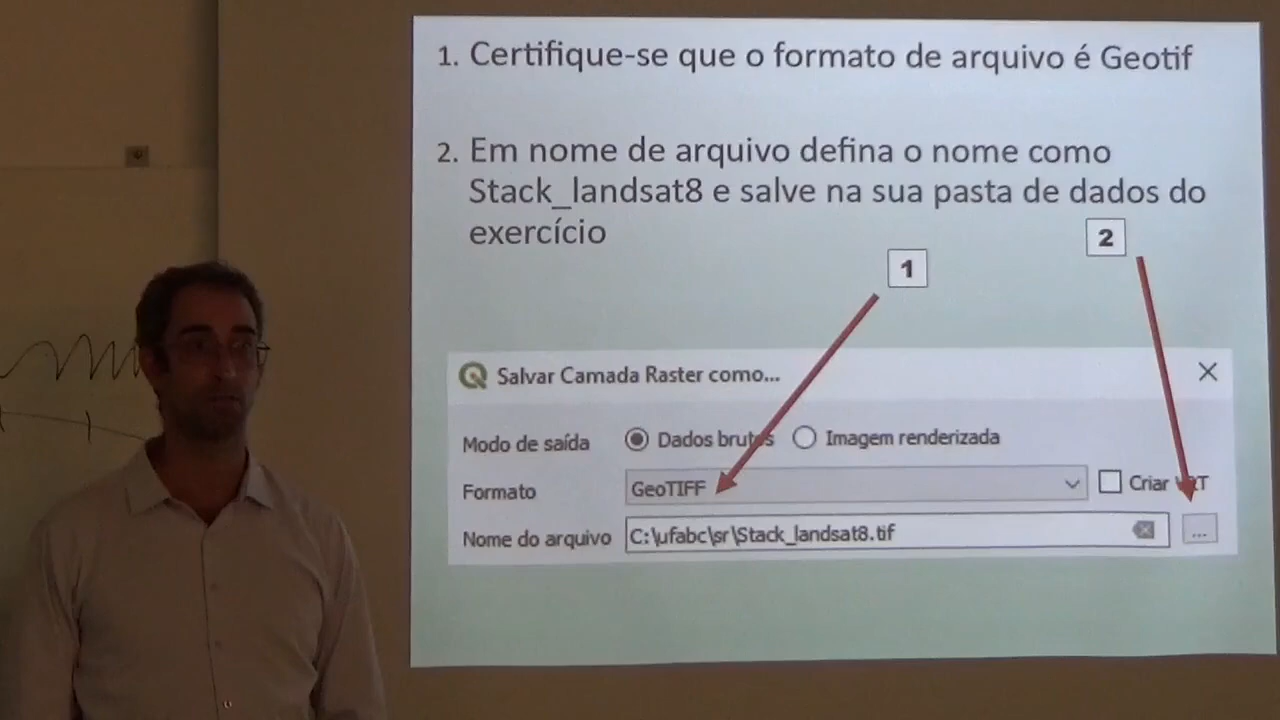 1. Certifique-se que o formato de arquivo é Geotif
2. Em nome de arquivo defina o nome como
Stack_landsat8 e salve na sua pasta de dados do
exercício
2
1
Salvar Camada Raster como...
Modo de saída Dados brutos Imagem renderizada
Formato GeoTIFF Criar VRT
Nome do arquivo C:\ufabc\sr\Stack_landsat8.tif ...